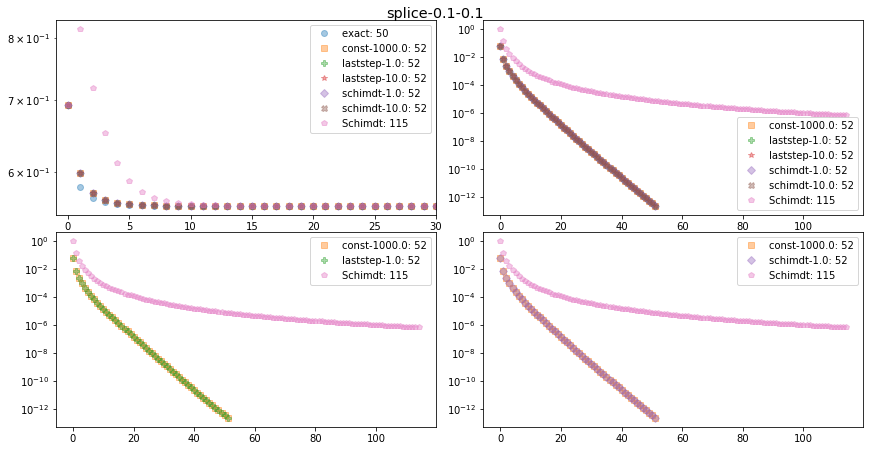 splice-0.1-0.1
8 × 10⁻¹
7 × 10⁻¹
6 × 10⁻¹
0 5 10 15 20 25 30
exact: 50
const-1000.0: 52
laststep-1.0: 52
laststep-10.0: 52
schimdt-1.0: 52
schimdt-10.0: 52
Schimdt: 115
10⁰
10⁻²
10⁻⁴
10⁻⁶
10⁻⁸
10⁻¹⁰
10⁻¹²
0 20 40 60 80 100
const-1000.0: 52
laststep-1.0: 52
laststep-10.0: 52
schimdt-1.0: 52
schimdt-10.0: 52
Schimdt: 115
10⁰
10⁻²
10⁻⁴
10⁻⁶
10⁻⁸
10⁻¹⁰
10⁻¹²
0 20 40 60 80 100
const-1000.0: 52
laststep-1.0: 52
Schimdt: 115
10⁰
10⁻²
10⁻⁴
10⁻⁶
10⁻⁸
10⁻¹⁰
10⁻¹²
0 20 40 60 80 100
const-1000.0: 52
schimdt-1.0: 52
Schimdt: 115